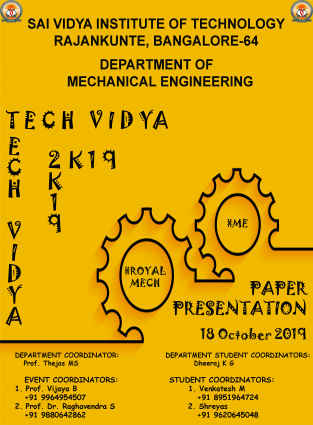 SAI VIDYA INSTITUTE OF TECHNOLOGY
RAJANKUNTE, BANGALORE-64
DEPARTMENT OF
MECHANICAL ENGINEERING
TECH VIDYA
2K19
TECH VIDYA
2K19
#ME
#ROYAL
MECH
PAPER
PRESENTATION
18 October 2019
DEPARTMENT COORDINATOR:
Prof. Thejas MS
EVENT COORDINATORS:
1. Prof. Vijaya B
+91 9964954507
2. Prof. Dr. Raghavendra S
+91 9880642862
DEPARTMENT STUDENT COORDINATORS:
Dheeraj K G
STUDENT COORDINATORS:
1. Venkatesh M
+91 8951964724
2. Shreyas
+91 9620645048